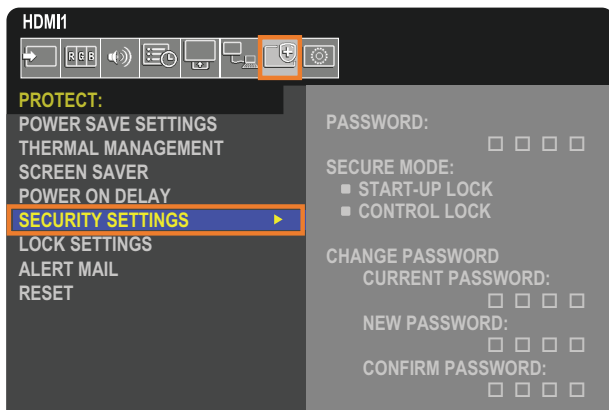 HDMI1
RGB
PROTECT:
POWER SAVE SETTINGS
THERMAL MANAGEMENT
SCREEN SAVER
POWER ON DELAY
SECURITY SETTINGS
LOCK SETTINGS
ALERT MAIL
RESET
PASSWORD:
SECURE MODE:
START-UP LOCK
CONTROL LOCK
CHANGE PASSWORD
CURRENT PASSWORD:
NEW PASSWORD:
CONFIRM PASSWORD: